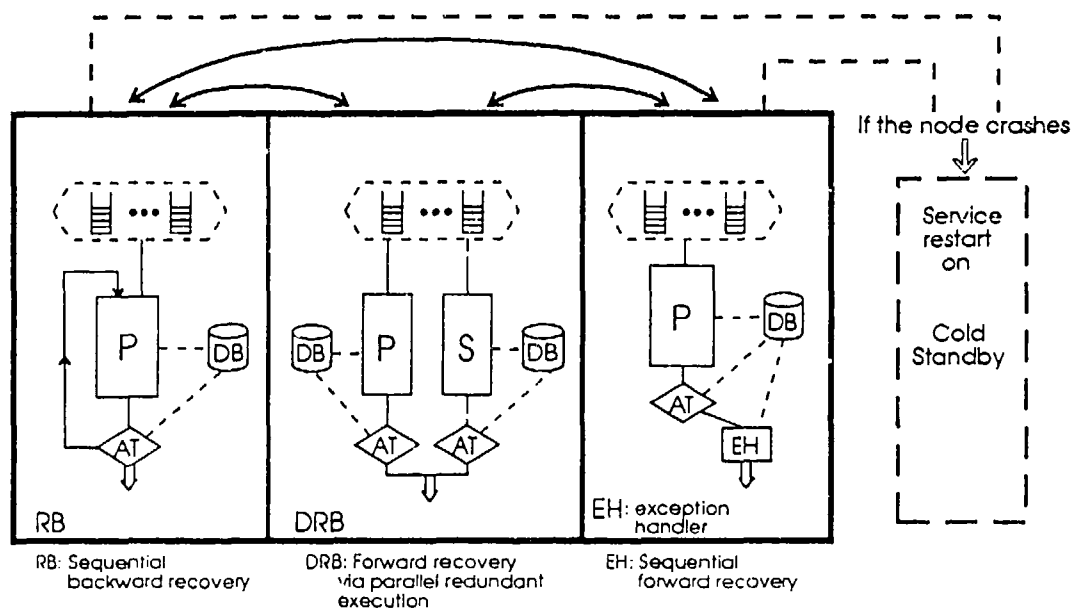 If the node crashes
Service
restart
on
Cold
Standby
P
DB
AT
RB
DB
P
S
DB
AT
AT
DRB
P
DB
AT
EH
EH: exception
handler
RB: Sequential
backward recovery
DRB: Forward recovery
via parallel redundant
execution
EH: Sequential
forward recovery